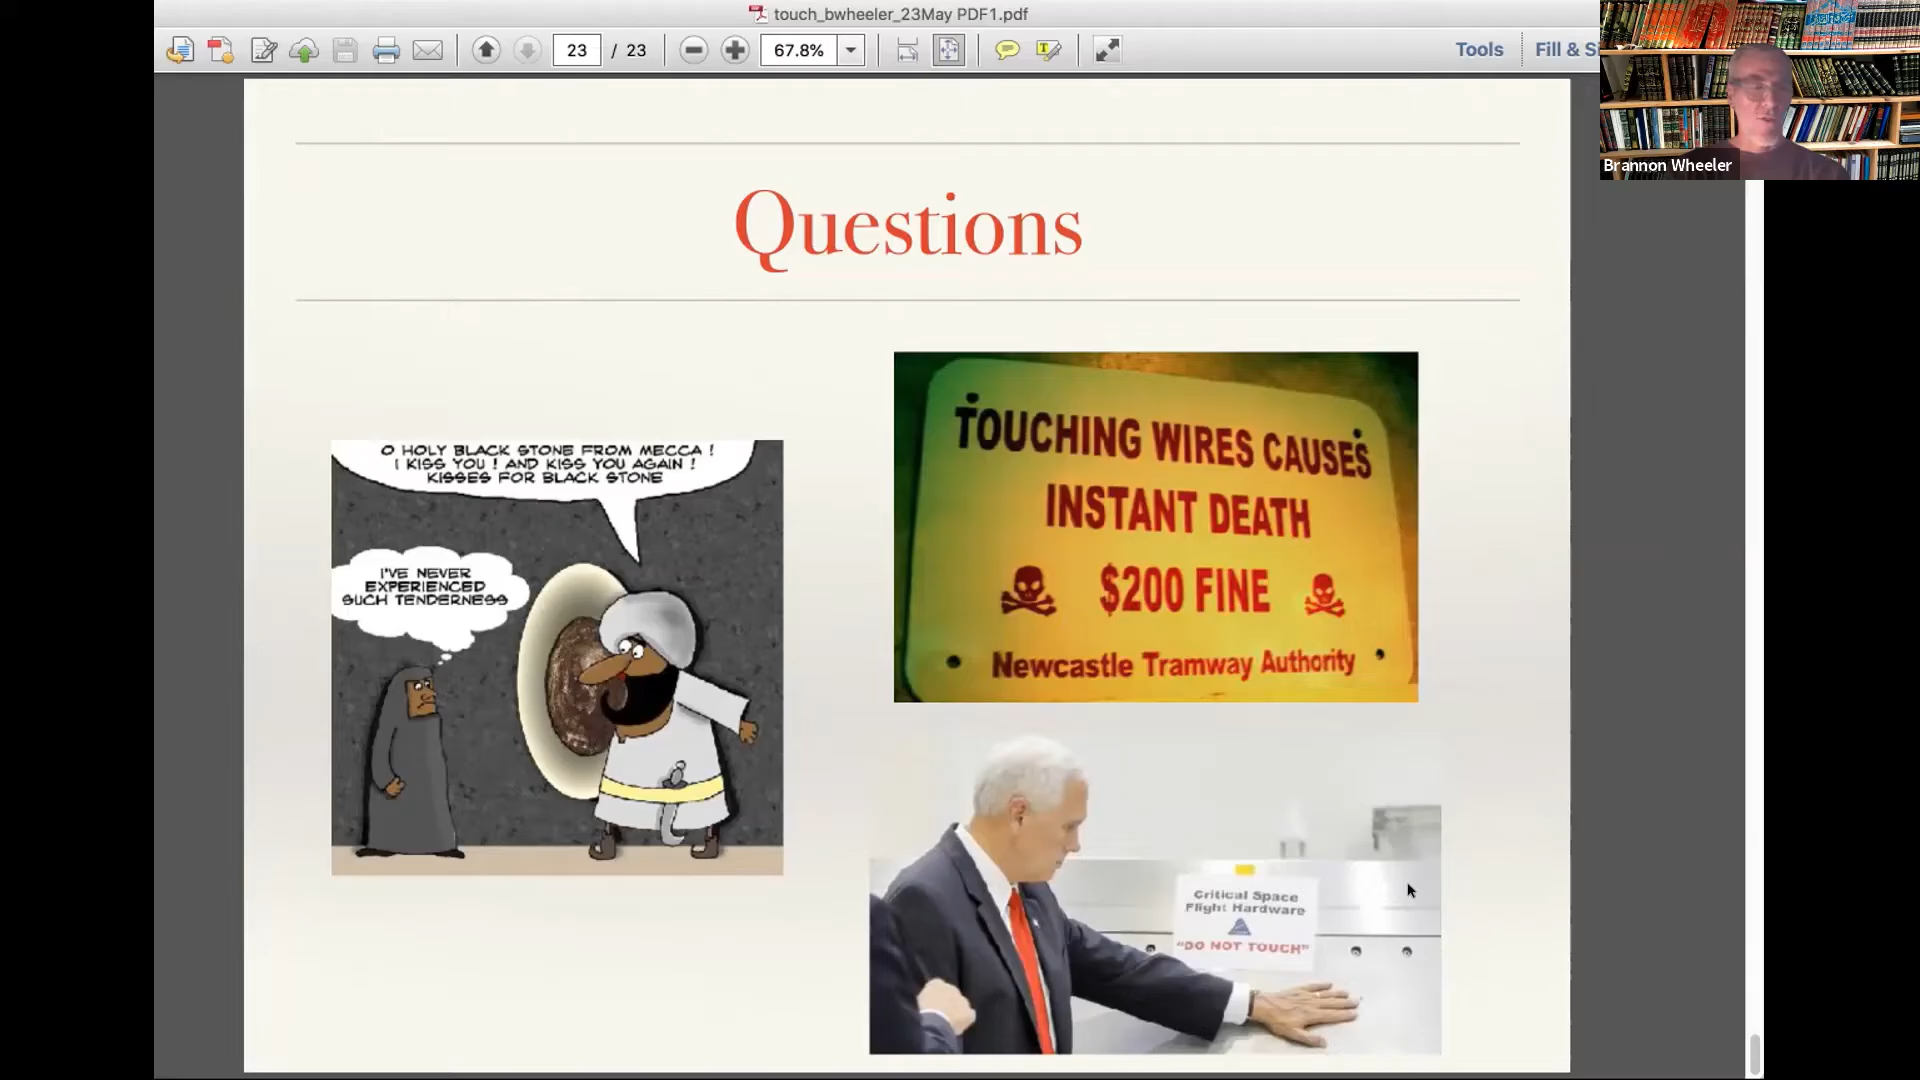 touch_bwheeler_23May PDF1.pdf
23 / 23
67.8%
Tools
Fill & Si
Brannon Wheeler
Questions
O HOLY BLACK STONE FROM MECCA !
I KISS YOU ! AND KISS YOU AGAIN !
KISSES FOR BLACK STONE
I'VE NEVER
EXPERIENCED
SUCH TENDERNESS
TOUCHING WIRES CAUSES
INSTANT DEATH
$200 FINE
Newcastle Tramway Authority
Critical Space
Flight Hardware
"DO NOT TOUCH"